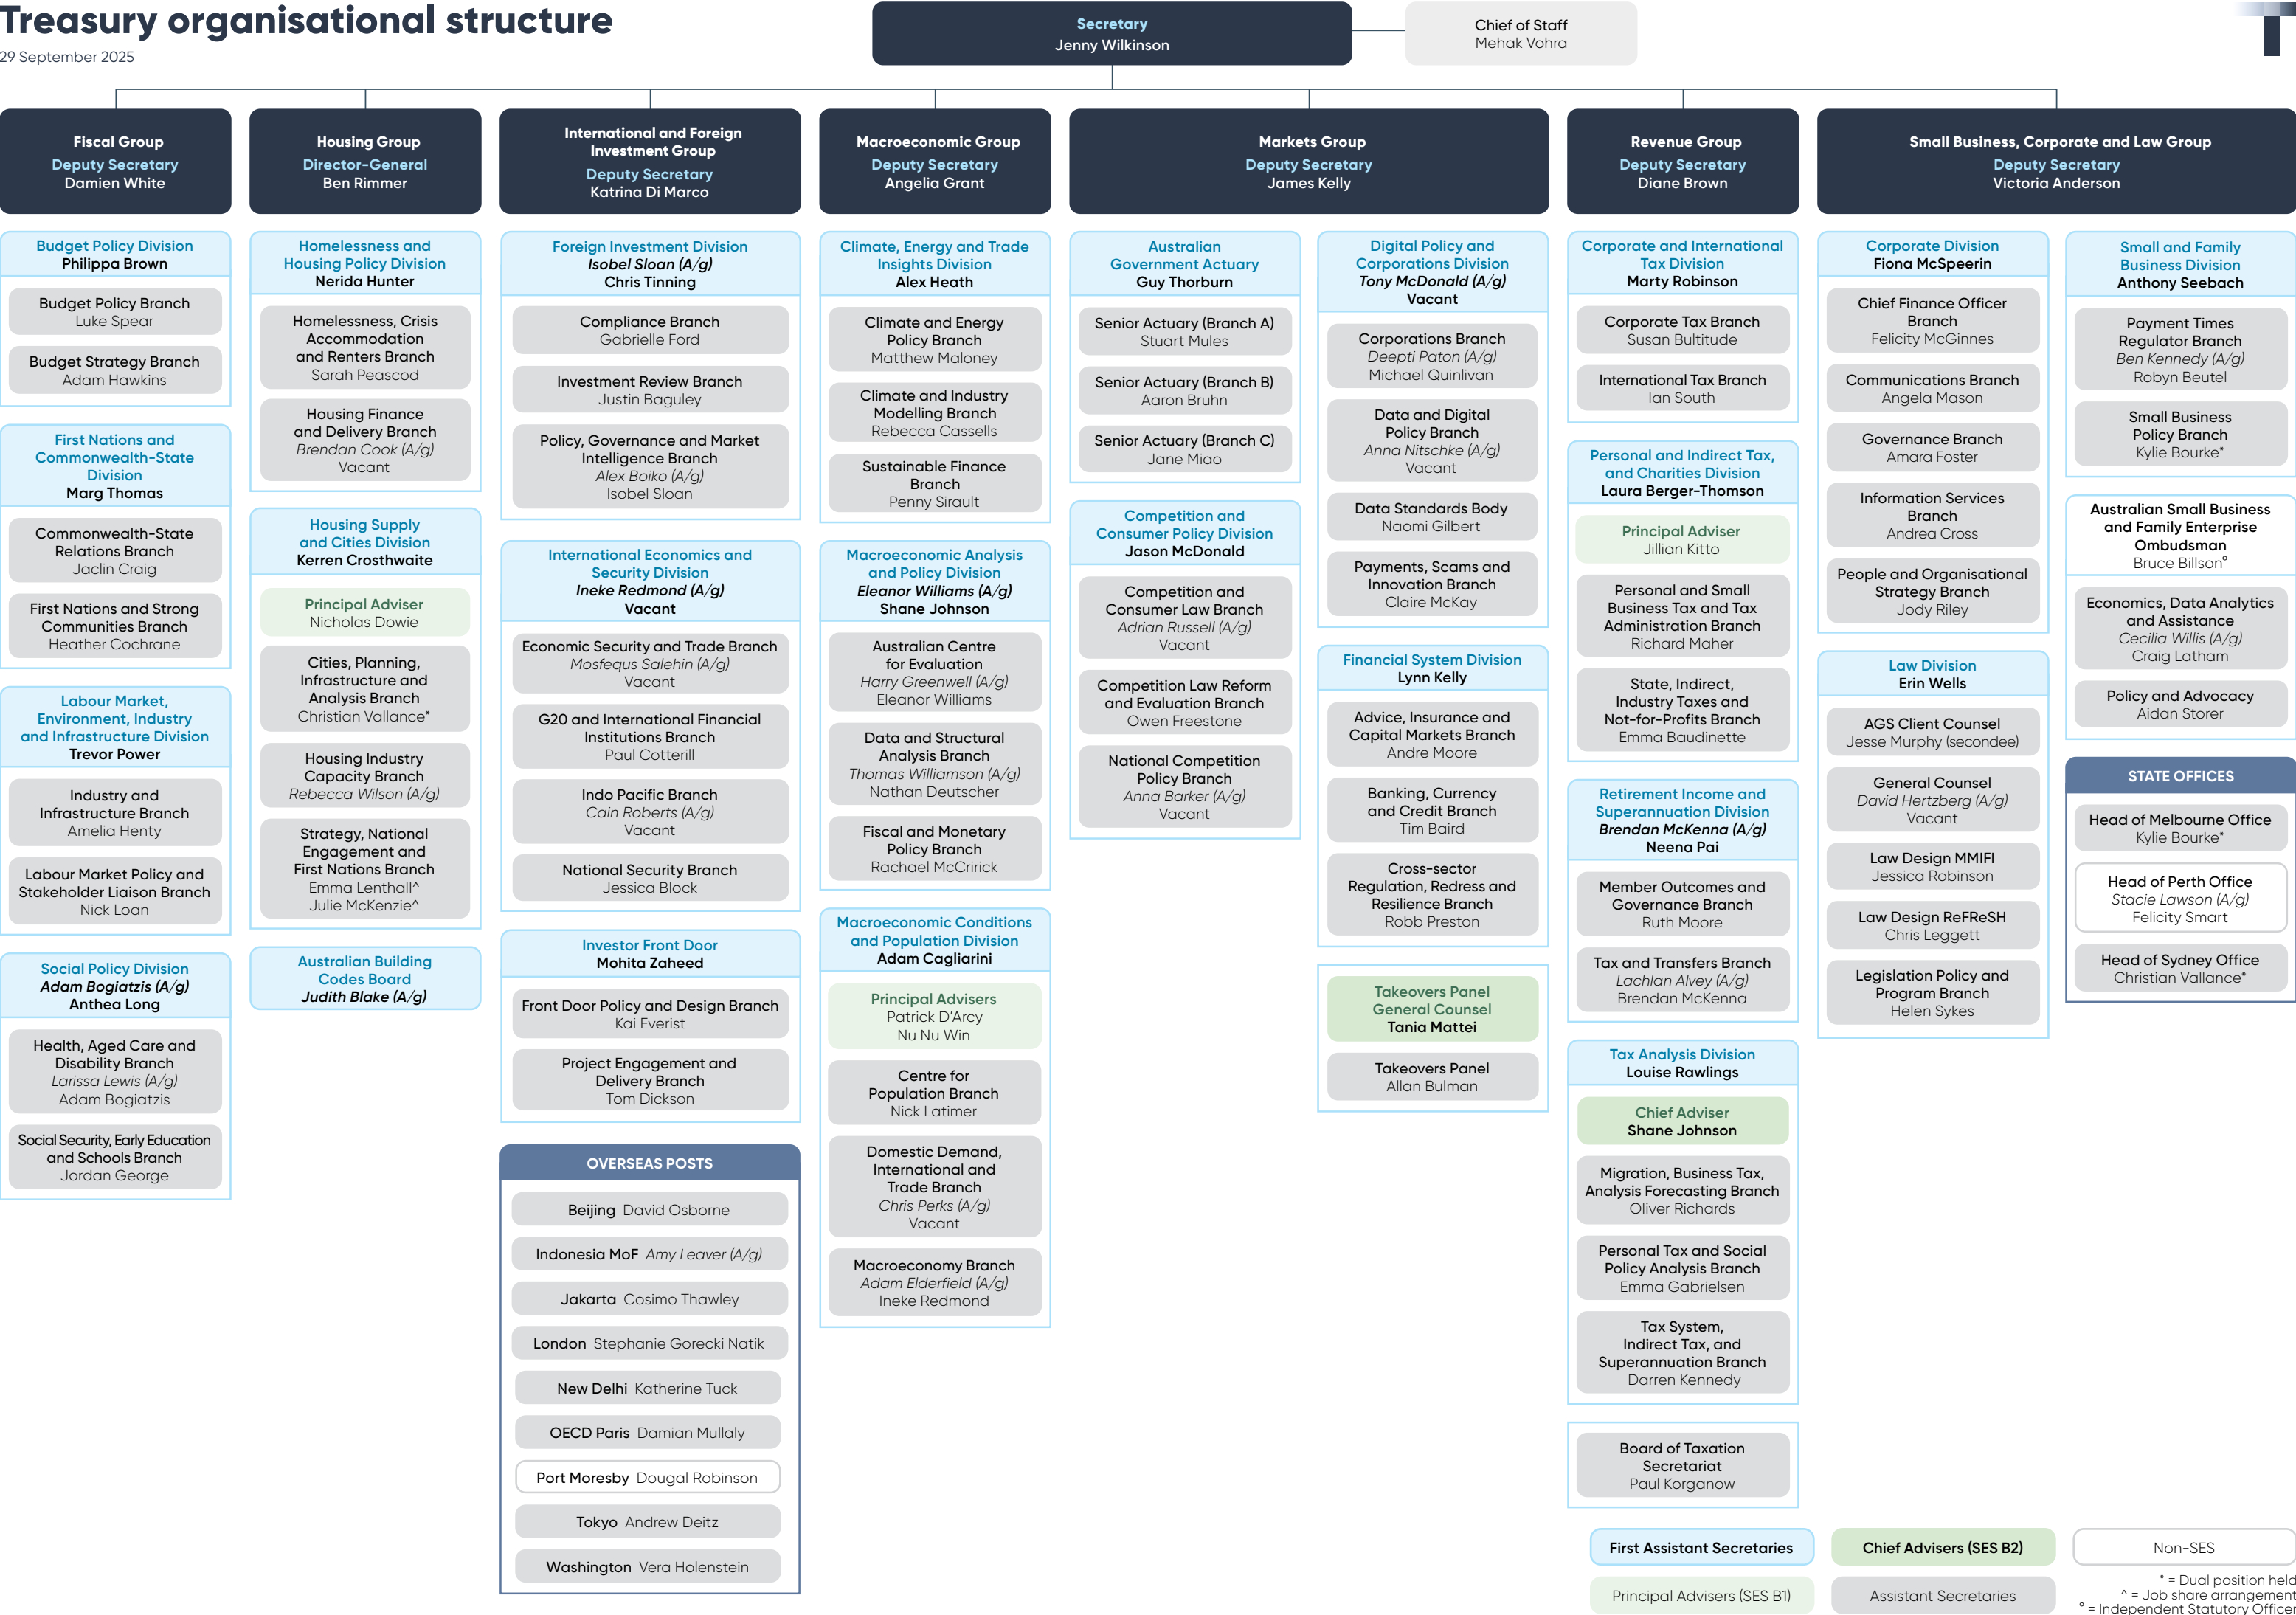 Treasury organisational structure
29 September 2025
Secretary
Jenny Wilkinson
Chief of Staff
Mehak Vohra
Fiscal Group
Deputy Secretary
Damien White
Budget Policy Division
Philippa Brown
Budget Policy Branch
Luke Spear
Budget Strategy Branch
Adam Hawkins
First Nations and
Commonwealth-State
Division
Marg Thomas
Commonwealth-State
Relations Branch
Jaclin Craig
First Nations and Strong
Communities Branch
Heather Cochrane
Labour Market,
Environment, Industry
and Infrastructure Division
Trevor Power
Industry and
Infrastructure Branch
Amelia Henty
Labour Market Policy and
Stakeholder Liaison Branch
Nick Loan
Social Policy Division
Adam Bogiatzis (A/g)
Anthea Long
Health, Aged Care and
Disability Branch
Larissa Lewis (A/g)
Adam Bogiatzis
Social Security, Early Education
and Schools Branch
Jordan George
Housing Group
Director-General
Ben Rimmer
Homelessness and
Housing Policy Division
Nerida Hunter
Homelessness, Crisis
Accommodation
and Renters Branch
Sarah Peascod
Housing Finance
and Delivery Branch
Brendan Cook (A/g)
Vacant
Housing Supply
and Cities Division
Kerren Crosthwaite
Principal Adviser
Nicholas Dowie
Cities, Planning,
Infrastructure and
Analysis Branch
Christian Vallance*
Housing Industry
Capacity Branch
Rebecca Wilson (A/g)
Strategy, National
Engagement and
First Nations Branch
Emma Lenthall^
Julie McKenzie^
Australian Building
Codes Board
Judith Blake (A/g)
International and Foreign
Investment Group
Deputy Secretary
Katrina Di Marco
Foreign Investment Division
Isobel Sloan (A/g)
Chris Tinning
Compliance Branch
Gabrielle Ford
Investment Review Branch
Justin Baguley
Policy, Governance and Market
Intelligence Branch
Alex Boiko (A/g)
Isobel Sloan
International Economics and
Security Division
Ineke Redmond (A/g)
Vacant
Economic Security and Trade Branch
Mosfequs Salehin (A/g)
Vacant
G20 and International Financial
Institutions Branch
Paul Cotterill
Indo Pacific Branch
Cain Roberts (A/g)
Vacant
National Security Branch
Jessica Block
Investor Front Door
Mohita Zaheed
Front Door Policy and Design Branch
Kai Everist
Project Engagement and
Delivery Branch
Tom Dickson
OVERSEAS POSTS
Beijing David Osborne
Indonesia MoF Amy Leaver (A/g)
Jakarta Cosimo Thawley
London Stephanie Gorecki Natik
New Delhi Katherine Tuck
OECD Paris Damian Mullaly
Port Moresby Dougal Robinson
Tokyo Andrew Deitz
Washington Vera Holenstein
Macroeconomic Group
Deputy Secretary
Angelia Grant
Climate, Energy and Trade
Insights Division
Alex Heath
Climate and Energy
Policy Branch
Matthew Maloney
Climate and Industry
Modelling Branch
Rebecca Cassells
Sustainable Finance
Branch
Penny Sirault
Macroeconomic Analysis
and Policy Division
Eleanor Williams (A/g)
Shane Johnson
Australian Centre
for Evaluation
Harry Greenwell (A/g)
Eleanor Williams
Data and Structural
Analysis Branch
Thomas Williamson (A/g)
Nathan Deutscher
Fiscal and Monetary
Policy Branch
Rachael McCririck
Macroeconomic Conditions
and Population Division
Adam Cagliarini
Principal Advisers
Patrick D'Arcy
Nu Nu Win
Centre for
Population Branch
Nick Latimer
Domestic Demand,
International and
Trade Branch
Chris Perks (A/g)
Vacant
Macroeconomy Branch
Adam Elderfield (A/g)
Ineke Redmond
Markets Group
Deputy Secretary
James Kelly
Australian
Government Actuary
Guy Thorburn
Senior Actuary (Branch A)
Stuart Mules
Senior Actuary (Branch B)
Aaron Bruhn
Senior Actuary (Branch C)
Jane Miao
Competition and
Consumer Policy Division
Jason McDonald
Competition and
Consumer Law Branch
Adrian Russell (A/g)
Vacant
Competition Law Reform
and Evaluation Branch
Owen Freestone
National Competition
Policy Branch
Anna Barker (A/g)
Vacant
Digital Policy and
Corporations Division
Tony McDonald (A/g)
Vacant
Corporations Branch
Deepti Paton (A/g)
Michael Quinlivan
Data and Digital
Policy Branch
Anna Nitschke (A/g)
Vacant
Data Standards Body
Naomi Gilbert
Payments, Scams and
Innovation Branch
Claire McKay
Financial System Division
Lynn Kelly
Advice, Insurance and
Capital Markets Branch
Andre Moore
Banking, Currency
and Credit Branch
Tim Baird
Cross-sector
Regulation, Redress and
Resilience Branch
Robb Preston
Takeovers Panel
General Counsel
Tania Mattei
Takeovers Panel
Allan Bulman
Revenue Group
Deputy Secretary
Diane Brown
Corporate and International
Tax Division
Marty Robinson
Corporate Tax Branch
Susan Bultitude
International Tax Branch
Ian South
Personal and Indirect Tax,
and Charities Division
Laura Berger-Thomson
Principal Adviser
Jillian Kitto
Personal and Small
Business Tax and Tax
Administration Branch
Richard Maher
State, Indirect,
Industry Taxes and
Not-for-Profits Branch
Emma Baudinette
Retirement Income and
Superannuation Division
Brendan McKenna (A/g)
Neena Pai
Member Outcomes and
Governance Branch
Ruth Moore
Tax and Transfers Branch
Lachlan Alvey (A/g)
Brendan McKenna
Tax Analysis Division
Louise Rawlings
Chief Adviser
Shane Johnson
Migration, Business Tax,
Analysis Forecasting Branch
Oliver Richards
Personal Tax and Social
Policy Analysis Branch
Emma Gabrielsen
Tax System,
Indirect Tax, and
Superannuation Branch
Darren Kennedy
Board of Taxation
Secretariat
Paul Korganow
Small Business, Corporate and Law Group
Deputy Secretary
Victoria Anderson
Corporate Division
Fiona McSpeerin
Chief Finance Officer
Branch
Felicity McGinnes
Communications Branch
Angela Mason
Governance Branch
Amara Foster
Information Services
Branch
Andrea Cross
People and Organisational
Strategy Branch
Jody Riley
Law Division
Erin Wells
AGS Client Counsel
Jesse Murphy (secondee)
General Counsel
David Hertzberg (A/g)
Vacant
Law Design MMIFI
Jessica Robinson
Law Design ReFReSH
Chris Leggett
Legislation Policy and
Program Branch
Helen Sykes
Small and Family
Business Division
Anthony Seebach
Payment Times
Regulator Branch
Ben Kennedy (A/g)
Robyn Beutel
Small Business
Policy Branch
Kylie Bourke*
Australian Small Business
and Family Enterprise
Ombudsman
Bruce Billson°
Economics, Data Analytics
and Assistance
Cecilia Willis (A/g)
Craig Latham
Policy and Advocacy
Aidan Storer
STATE OFFICES
Head of Melbourne Office
Kylie Bourke*
Head of Perth Office
Stacie Lawson (A/g)
Felicity Smart
Head of Sydney Office
Christian Vallance*
First Assistant Secretaries
Chief Advisers (SES B2)
Non-SES
Principal Advisers (SES B1)
Assistant Secretaries
* = Dual position held
^ = Job share arrangement
° = Independent Statutory Officer